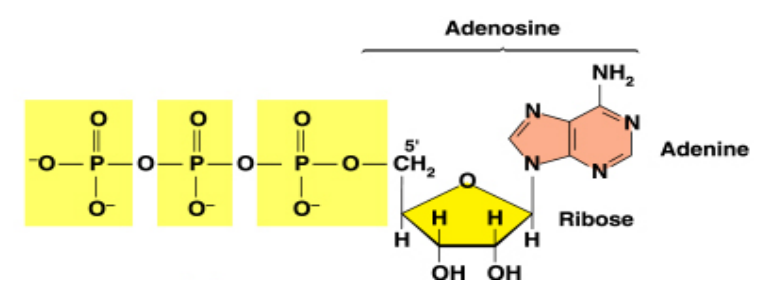 Adenosine
NH₂
N
N
N
N
Adenine
O
O
O
⁻O
P
O
P
O
P
O
5'
CH₂
O⁻
O⁻
O⁻
O
H
H
H
H
Ribose
OH
OH